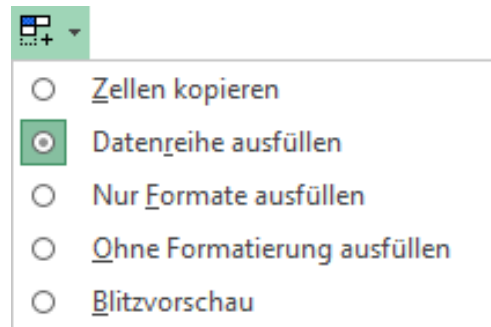 Zellen kopieren
Datenreihe ausfüllen
Nur Formate ausfüllen
Ohne Formatierung ausfüllen
Blitzvorschau